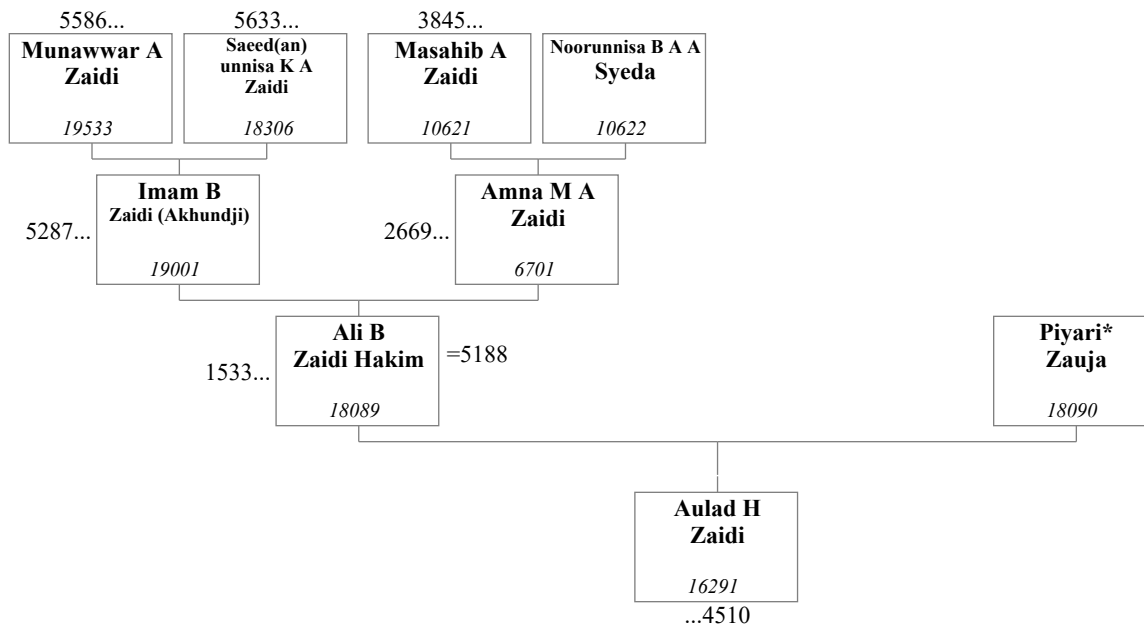 5586...
5633...
3845...
Munawwar A
Zaidi
19533
Saeed(an)
unnisa K A
Zaidi
18306
Masahib A
Zaidi
10621
Noorunnisa B A A
Syeda
10622
5287...
Imam B
Zaidi (Akhundji)
19001
2669...
Amna M A
Zaidi
6701
1533...
Ali B
Zaidi Hakim
18089
=5188
Piyari*
Zauja
18090
Aulad H
Zaidi
16291
...4510